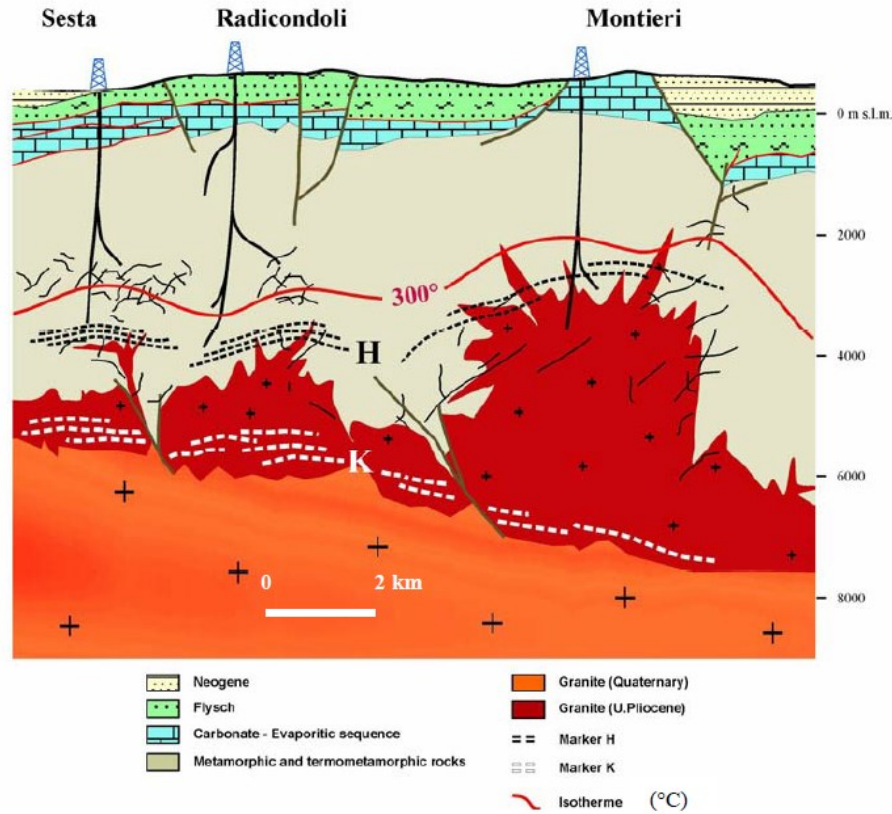 Sesta Radicondoli Montieri
0 m s.l.m.
2000
300°
H
4000
K
6000
0 2 km
8000
Neogene
Flysch
Carbonate - Evaporitic sequence
Metamorphic and termometamorphic rocks
Granite (Quaternary)
Granite (U.Pliocene)
Marker H
Marker K
Isotherme (°C)